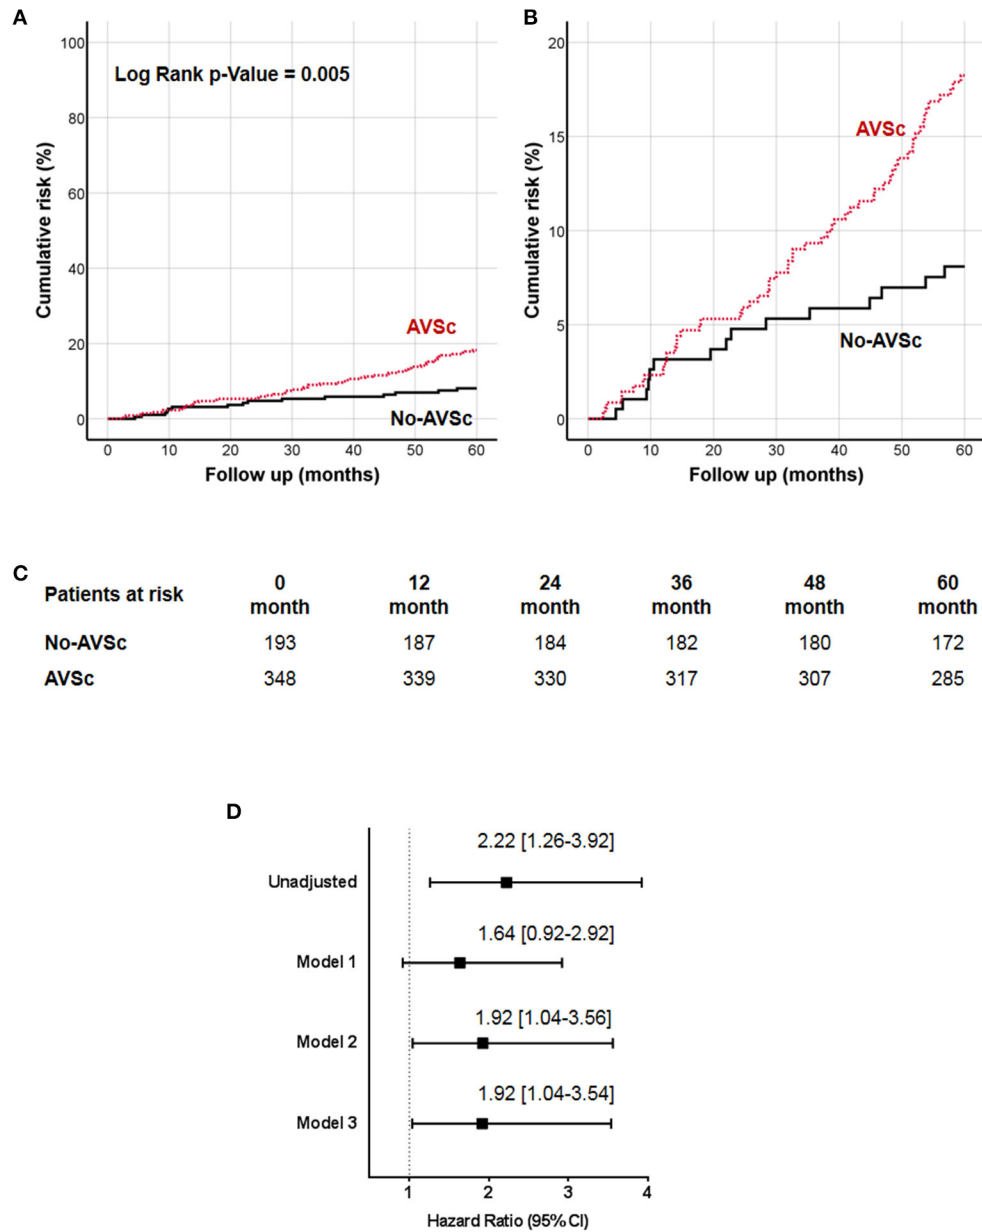 A
B
100
80
60
40
20
0
Cumulative risk (%)
Log Rank p-Value = 0.005
AVSc
No-AVSc
0 10 20 30 40 50 60
Follow up (months)
20
15
10
5
0
Cumulative risk (%)
AVSc
No-AVSc
0 10 20 30 40 50 60
Follow up (months)
C
Patients at risk
0 12 24 36 48 60
month month month month month month
No-AVSc 193 187 184 182 180 172
AVSc 348 339 330 317 307 285
D
2.22 [1.26-3.92]
Unadjusted
1.64 [0.92-2.92]
Model 1
1.92 [1.04-3.56]
Model 2
1.92 [1.04-3.54]
Model 3
1 2 3 4
Hazard Ratio (95% CI)